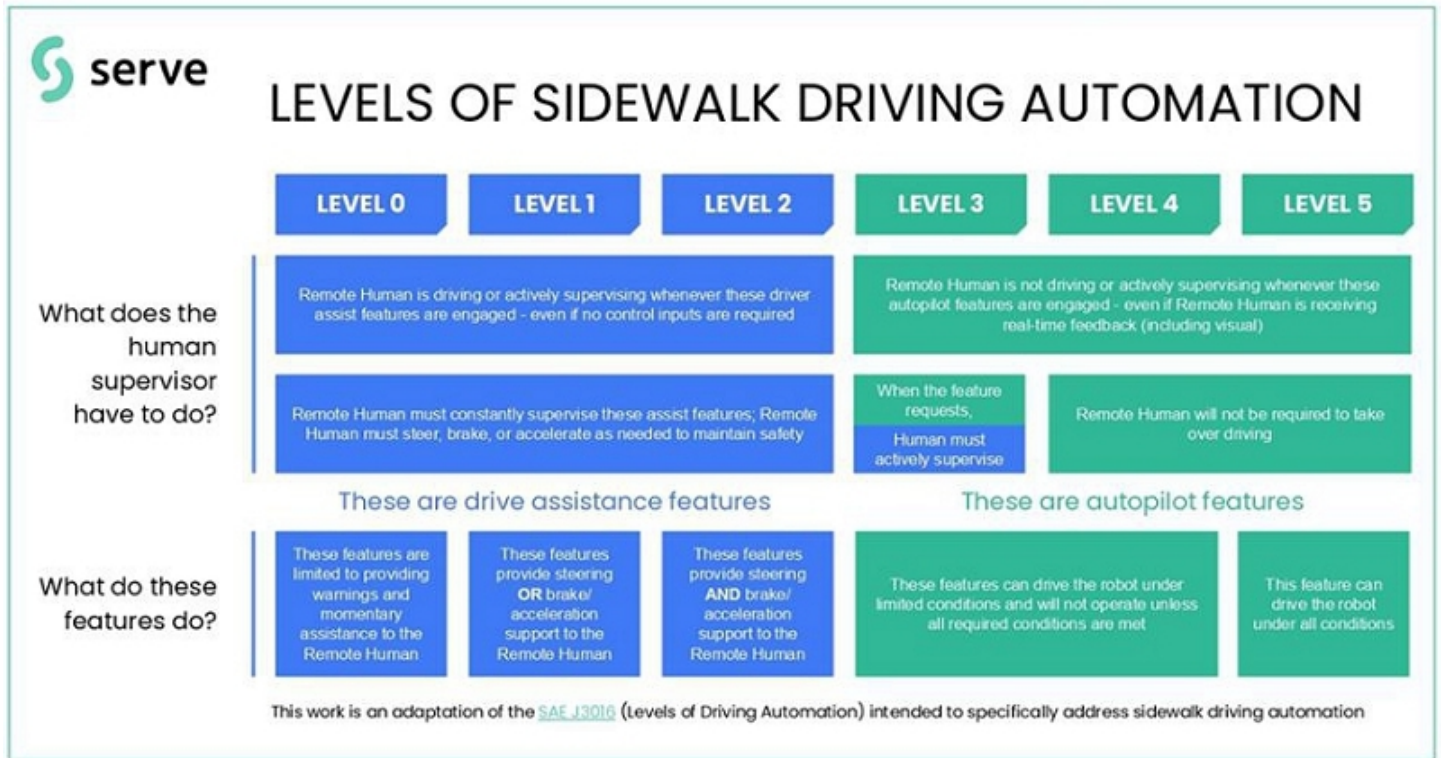 serve
LEVELS OF SIDEWALK DRIVING AUTOMATION
LEVEL 0
LEVEL 1
LEVEL 2
LEVEL 3
LEVEL 4
LEVEL 5
What does the
human
supervisor
have to do?
Remote Human is driving or actively supervising whenever these driver
assist features are engaged - even if no control inputs are required
Remote Human is not driving or actively supervising whenever these
autopilot features are engaged - even if Remote Human is receiving
real-time feedback (including visual)
Remote Human must constantly supervise these assist features; Remote
Human must steer, brake, or accelerate as needed to maintain safety
When the feature
requests,
Human must
actively supervise
Remote Human will not be required to take
over driving
These are drive assistance features
These are autopilot features
What do these
features do?
These features are
limited to providing
warnings and
momentary
assistance to the
Remote Human
These features
provide steering
OR brake/
acceleration
support to the
Remote Human
These features
provide steering
AND brake/
acceleration
support to the
Remote Human
These features can drive the robot under
limited conditions and will not operate unless
all required conditions are met
This feature can
drive the robot
under all conditions
This work is an adaptation of the SAE J3016 (Levels of Driving Automation) intended to specifically address sidewalk driving automation